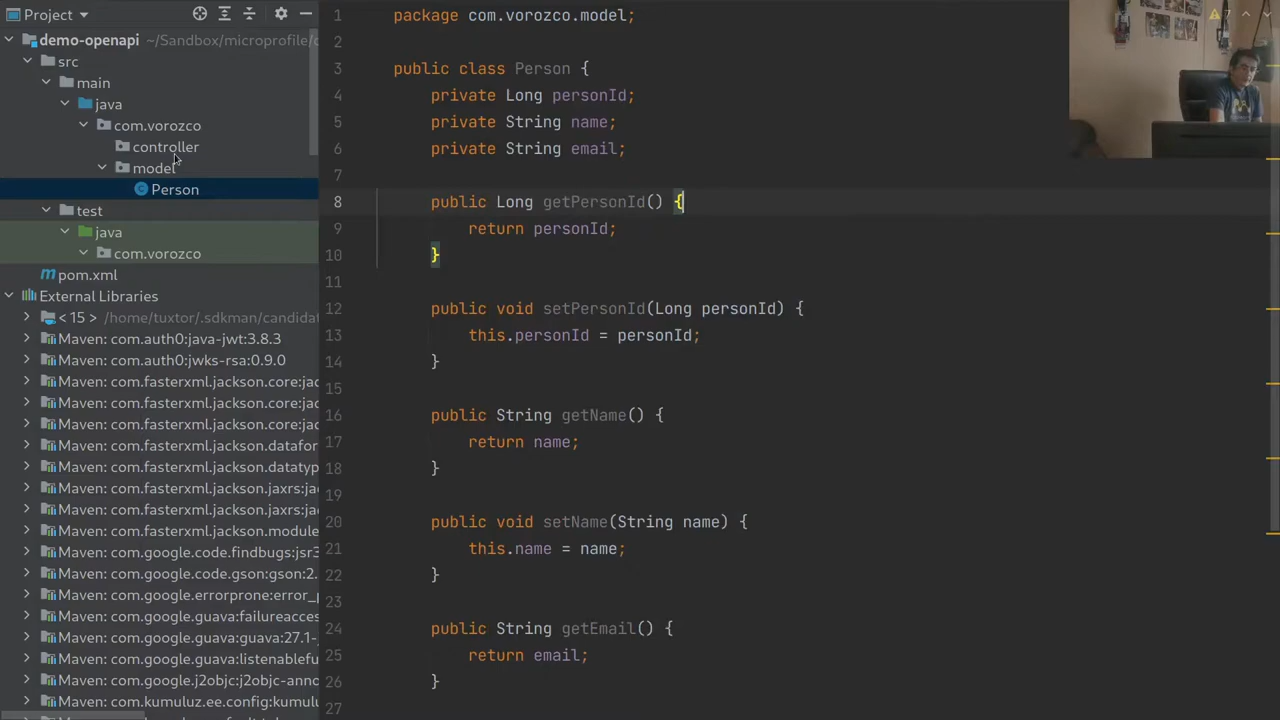 Project
demo-openapi ~/Sandbox/microprofile/
src
main
java
com.vorozco
controller
model
Person
test
java
com.vorozco
pom.xml
External Libraries
< 15 > /home/tuxtor/.sdkman/candidat
Maven: com.auth0:java-jwt:3.8.3
Maven: com.auth0:jwks-rsa:0.9.0
Maven: com.fasterxml.jackson.core:jac
Maven: com.fasterxml.jackson.core:jac
Maven: com.fasterxml.jackson.core:jac
Maven: com.fasterxml.jackson.datafor
Maven: com.fasterxml.jackson.datatyp
Maven: com.fasterxml.jackson.jaxrs:ja
Maven: com.fasterxml.jackson.jaxrs:ja
Maven: com.fasterxml.jackson.module
Maven: com.google.code.findbugs:jsr3
Maven: com.google.code.gson:gson:2.
Maven: com.google.errorprone:error_p
Maven: com.google.guava:failureacces
Maven: com.google.guava:guava:27.1-
Maven: com.google.guava:listenablefu
Maven: com.google.j2objc:j2objc-anno
Maven: com.kumuluz.ee.config:kumulu
1 package com.vorozco.model;
2
3 public class Person {
4 private Long personId;
5 private String name;
6 private String email;
7
8 public Long getPersonId() {
9 return personId;
10 }
11
12 public void setPersonId(Long personId) {
13 this.personId = personId;
14 }
15
16 public String getName() {
17 return name;
18 }
19
20 public void setName(String name) {
21 this.name = name;
22 }
23
24 public String getEmail() {
25 return email;
26 }
27
7